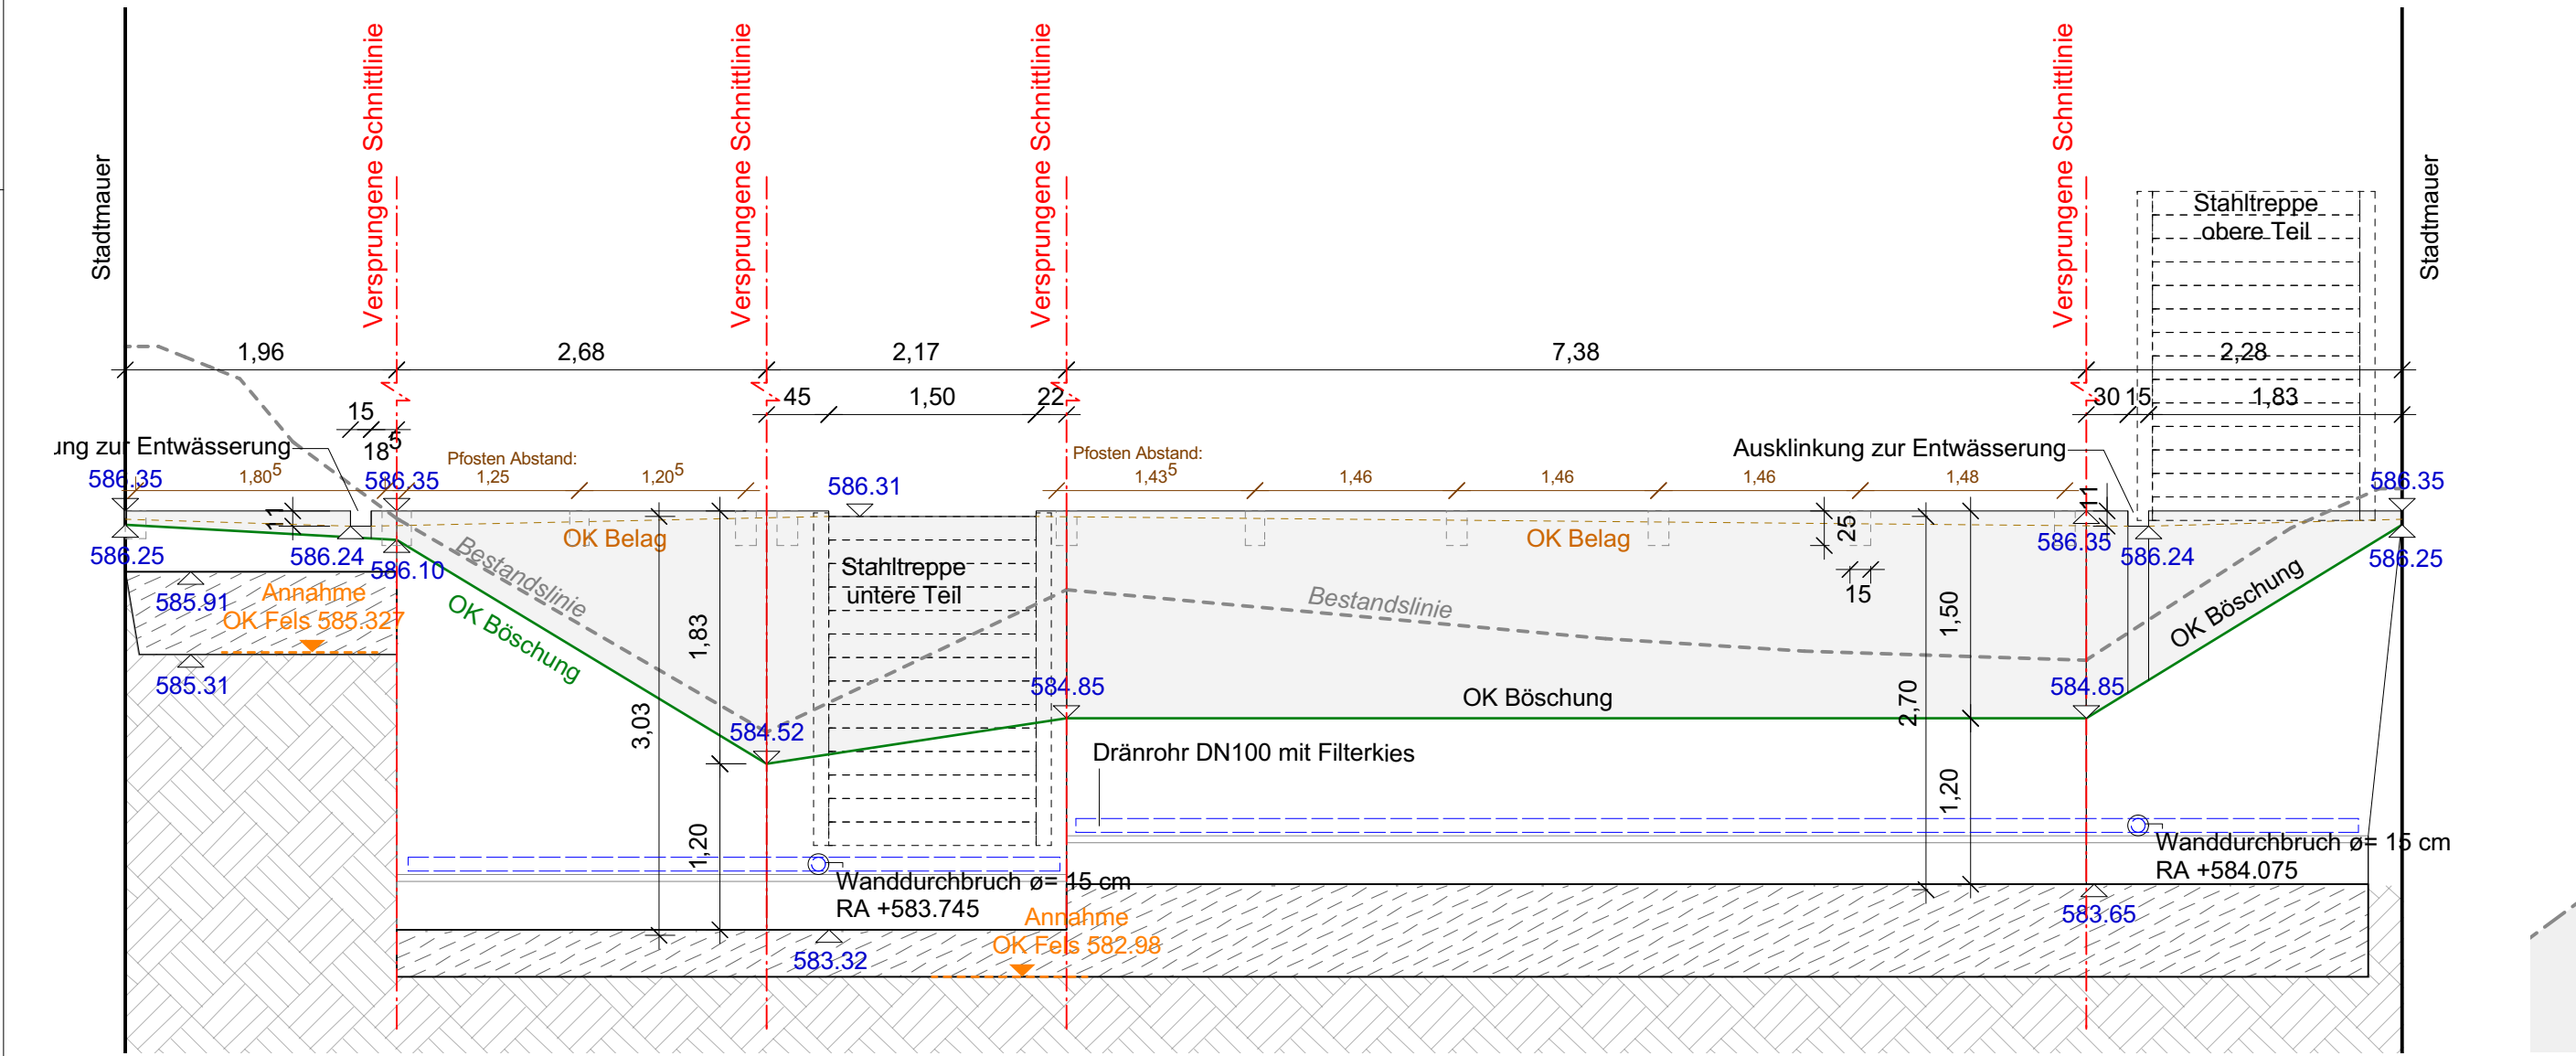 Versprungene Schnittlinie
Versprungene Schnittlinie
Versprungene Schnittlinie
Versprungene Schnittlinie
Stadtmauer
Stadtmauer
Stahltreppe
obere Teil
1,96
2,68
2,17
7,38
2,28
45
1,50
22
30
15
1,83
15
18⁵
ung zur Entwässerung
Ausklinkung zur Entwässerung
Pfosten Abstand:
Pfosten Abstand:
1,80⁵
1,25
1,20⁵
1,43⁵
1,46
1,46
1,46
1,48
586.35
586.35
586.31
586.35
11
11
OK Belag
OK Belag
25
15
586.35
586.25
586.24
586.10
586.24
586.25
Bestandslinie
Bestandslinie
Stahltreppe
untere Teil
585.91
Annahme
OK Fels 585.327
OK Böschung
585.31
1,83
3,03
1,20
584.52
584.85
OK Böschung
584.85
OK Böschung
1,50
2,70
1,20
Dränrohr DN100 mit Filterkies
Wanddurchbruch ø= 15 cm
RA +584.075
Wanddurchbruch ø= 15 cm
RA +583.745
Annahme
OK Fels 582.98
583.65
583.32